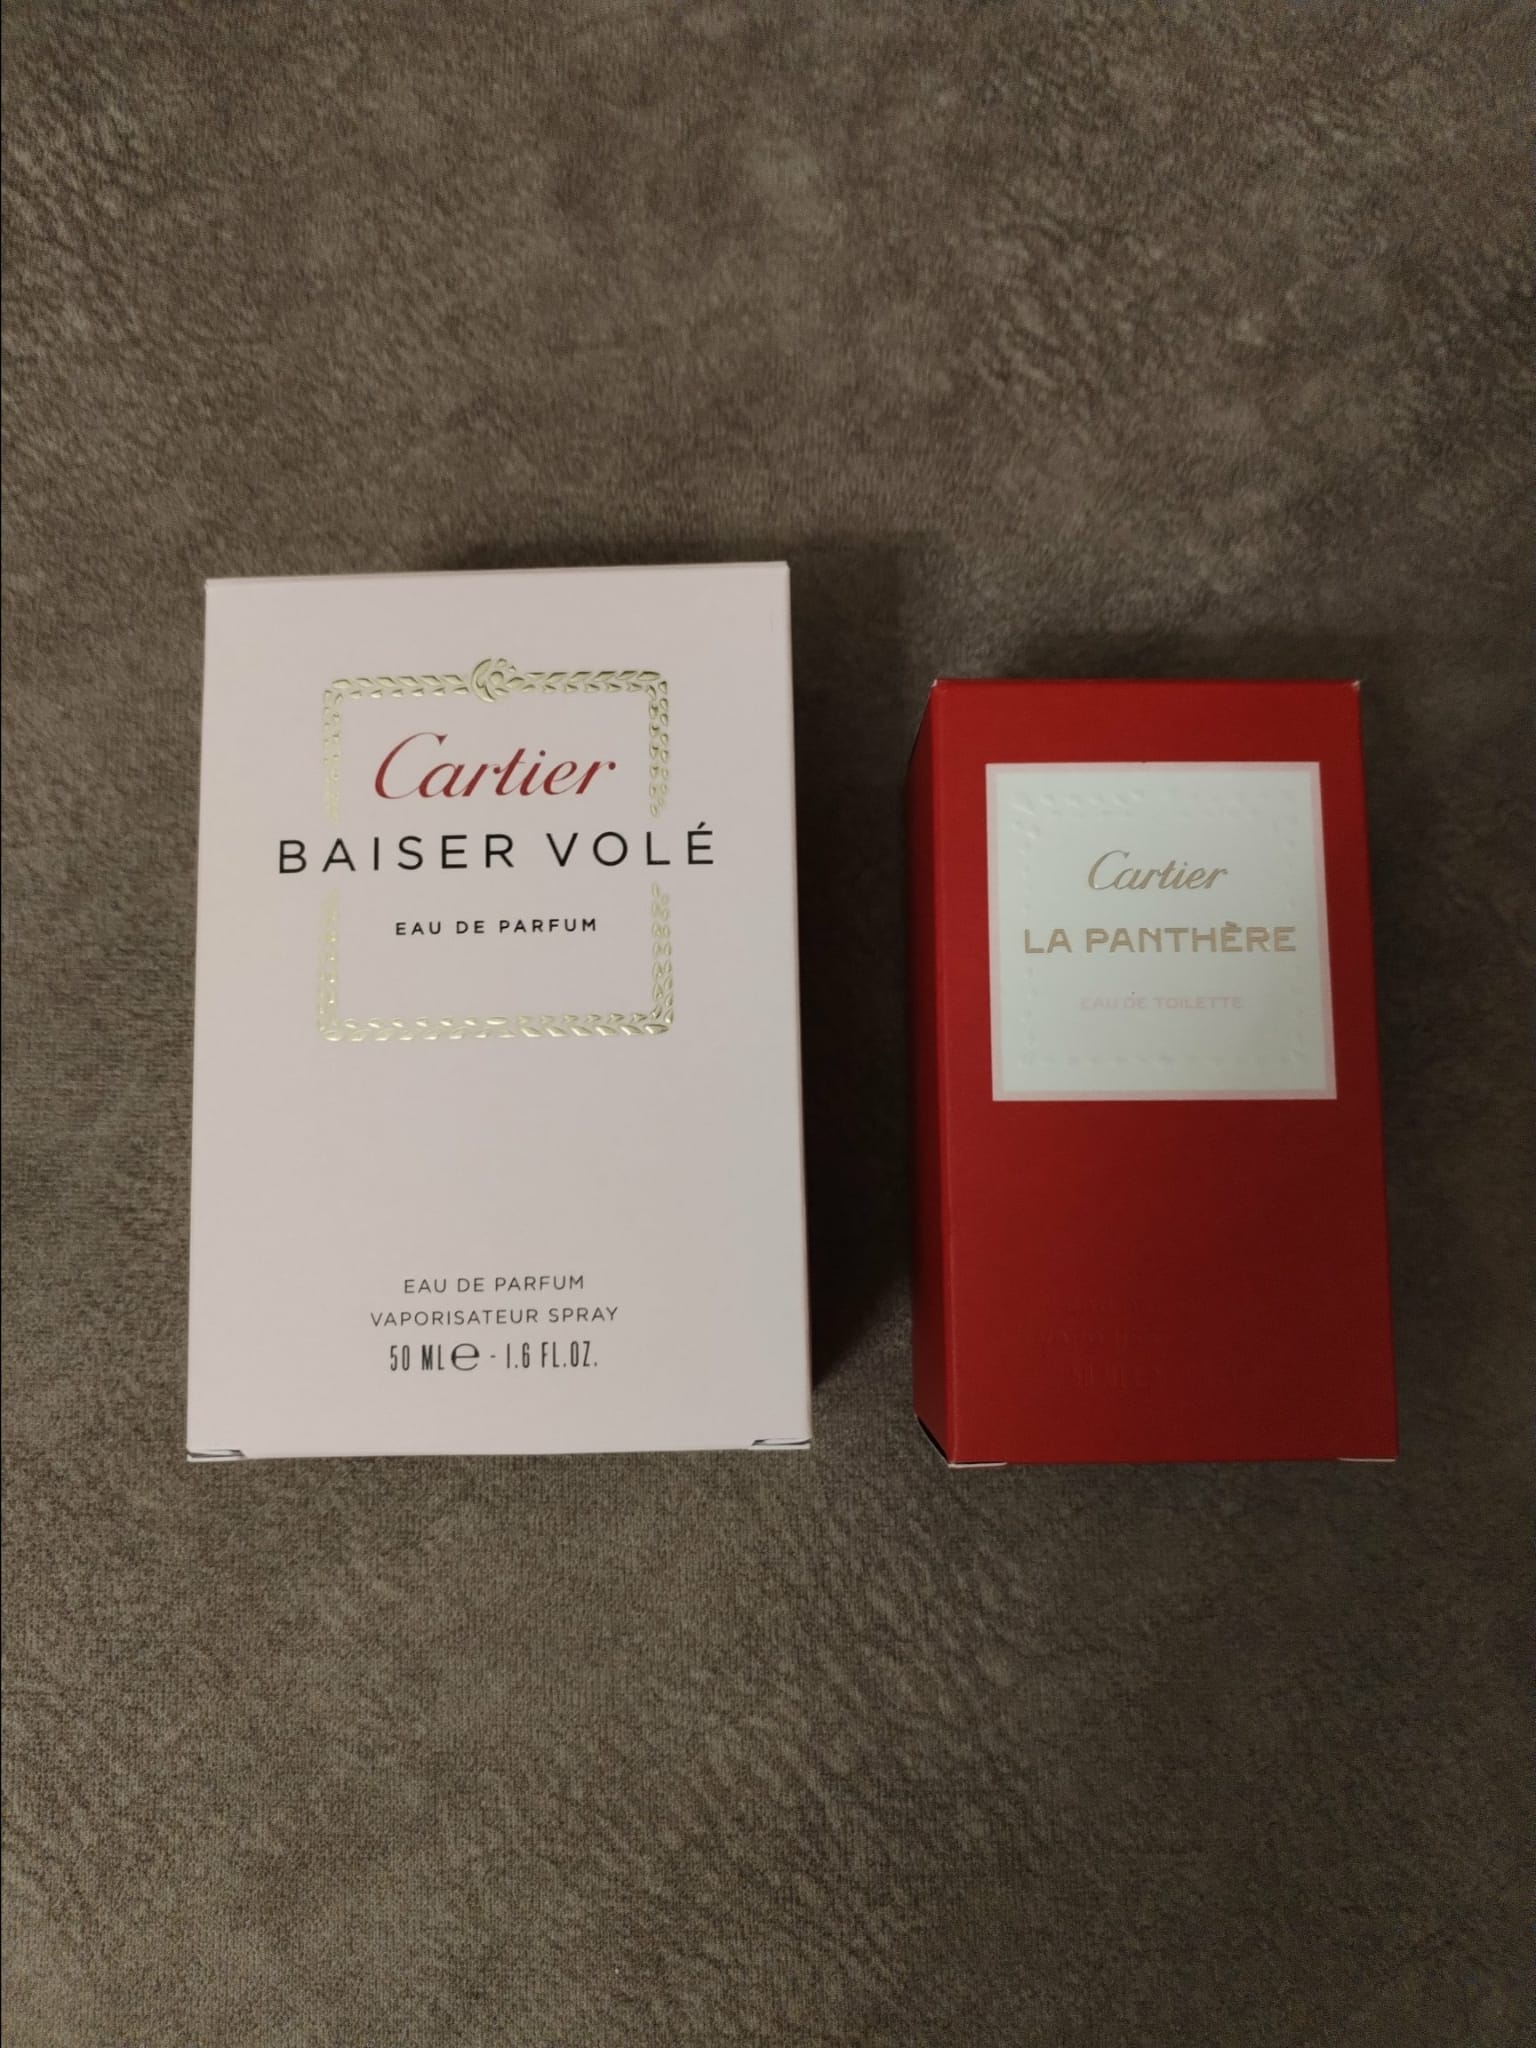 Cartier
BAISER VOLÉ
EAU DE PARFUM
EAU DE PARFUM
VAPORISATEUR SPRAY
50 ML℮ - 1.6 FL.OZ.
Cartier
LA PANTHÈRE
EAU DE TOILETTE